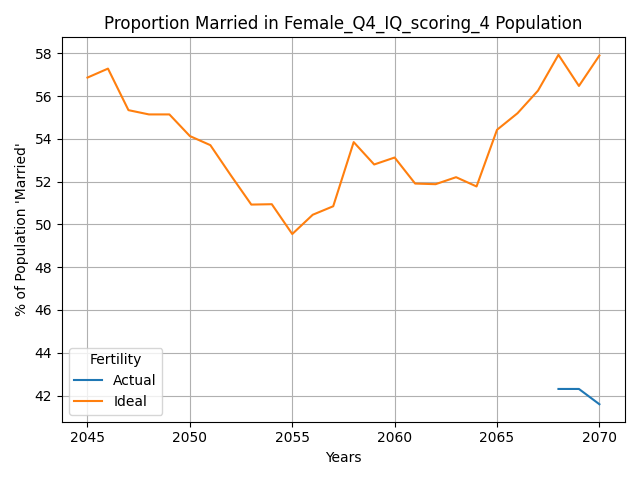 Proportion Married in Female_Q4_IQ_scoring_4 Population
% of Population 'Married'
58
56
54
52
50
48
46
44
42
Fertility
Actual
Ideal
2045 2050 2055 2060 2065 2070
Years